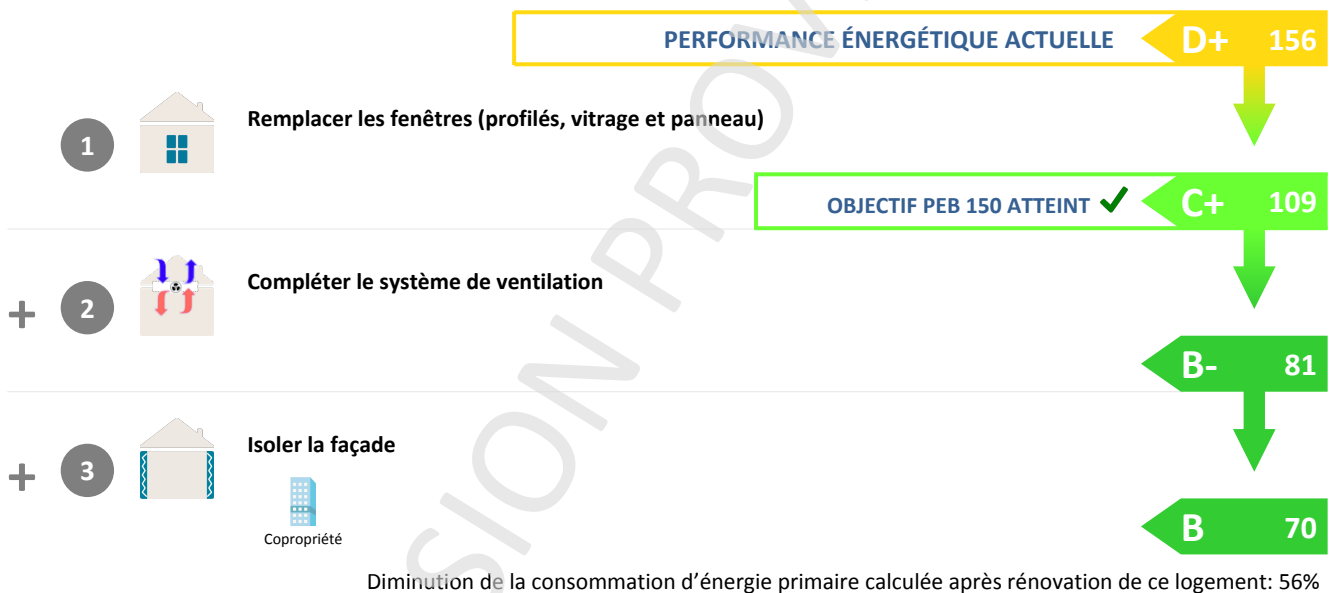 PERFORMANCE ÉNERGÉTIQUE ACTUELLE D+ 156
1 Remplacer les fenêtres (profilés, vitrage et panneau)
OBJECTIF PEB 150 ATTEINT ✔ C+ 109
+ 2 Compléter le système de ventilation
B- 81
+ 3 Isoler la façade
Copropriété
B 70
Diminution de la consommation d’énergie primaire calculée après rénovation de ce logement: 56%
SION PROV